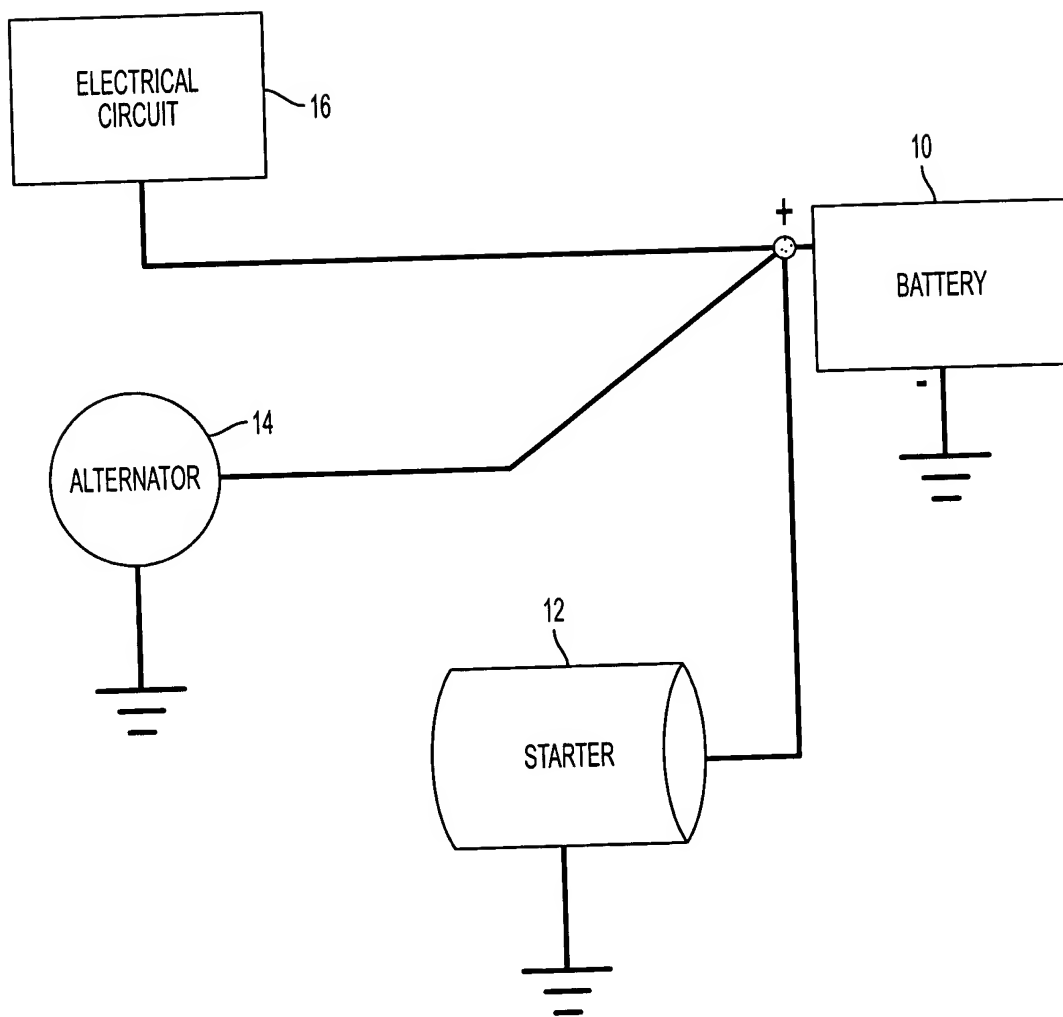 ELECTRICAL
CIRCUIT
16
10
+
BATTERY
-
14
ALTERNATOR
12
STARTER